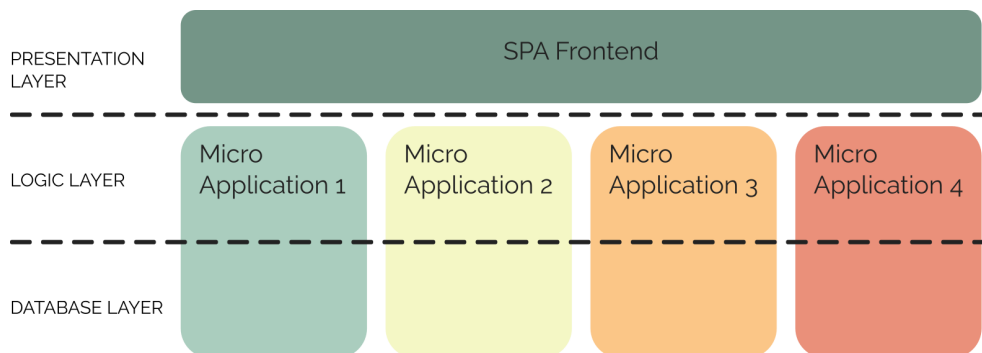 SPA Frontend
PRESENTATION
LAYER
Micro
Application 1
Micro
Application 2
Micro
Application 3
Micro
Application 4
LOGIC LAYER
DATABASE LAYER